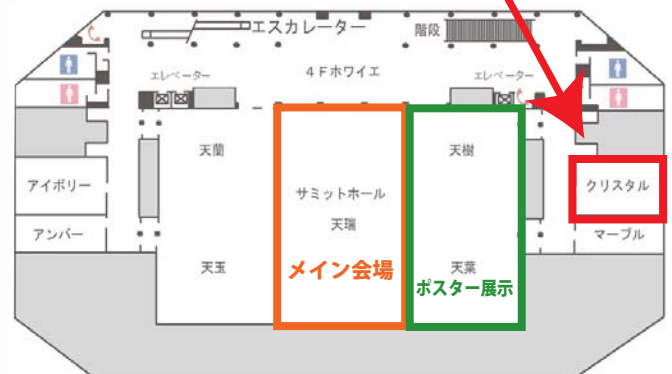 エスカレーター
階段
エレベーター
4Fホワイエ
エレベーター
天蘭
天樹
アイボリー
サミットホール
クリスタル
天瑞
アンバー
マーブル
天玉
メイン会場
天葉
ポスター展示